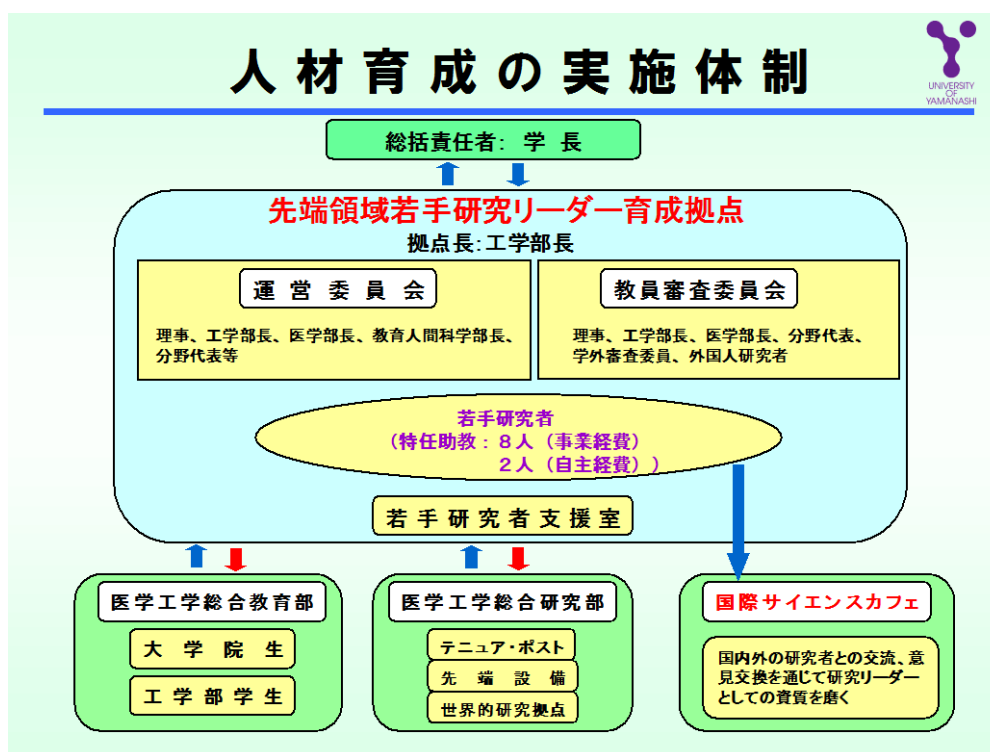 人材育成の実施体制
UNIVERSITY
OF
YAMANASHI
総括責任者: 学長
先端領域若手研究リーダー育成拠点
拠点長:工学部長
運営委員会
理事、工学部長、医学部長、教育人間科学部長、
分野代表等
教員審査委員会
理事、工学部長、医学部長、分野代表、
学外審査委員、外国人研究者
若手研究者
(特任助教:8人(事業経費)
2人(自主経費))
若手研究者支援室
医学工学総合教育部
大学院生
工学部学生
医学工学総合研究部
テニュア・ポスト
先端設備
世界的研究拠点
国際サイエンスカフェ
国内外の研究者との交流、意
見交換を通じて研究リーダー
としての資質を磨く